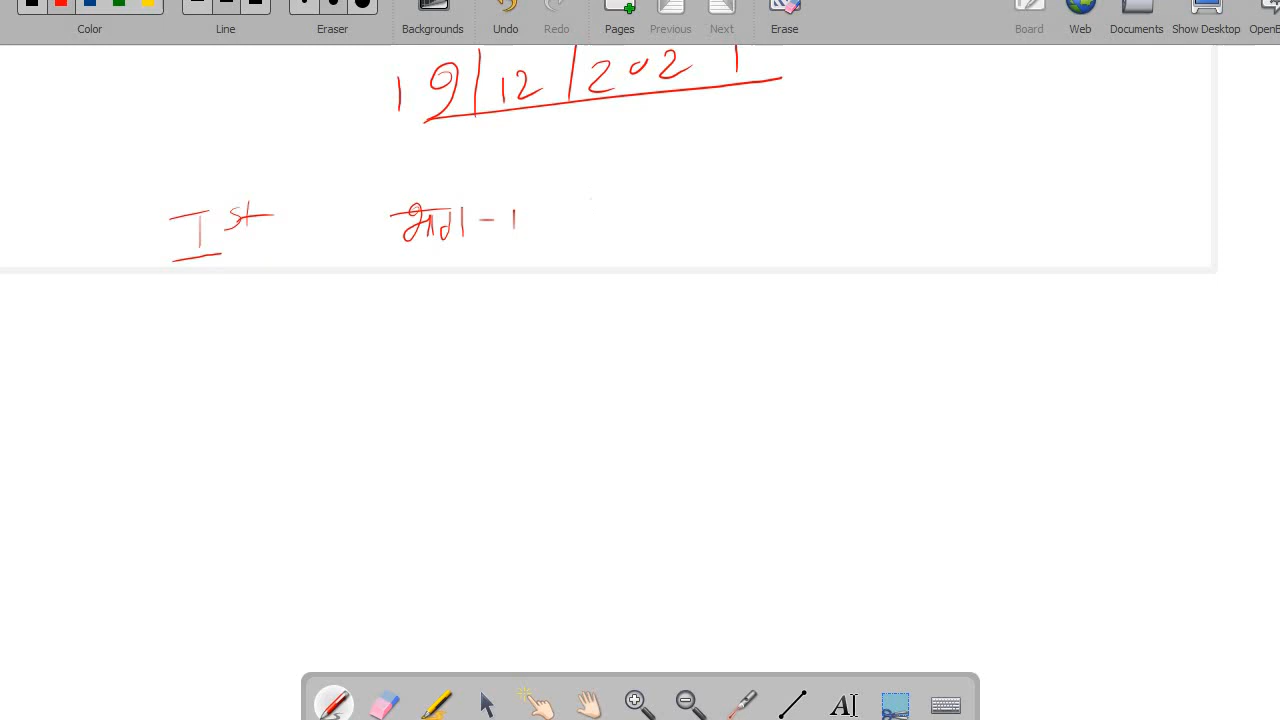 Color Line Eraser Backgrounds Undo Redo Pages Previous Next Erase Board Web Documents Show Desktop OpenB
19/12/2021
Ist भाग - 1